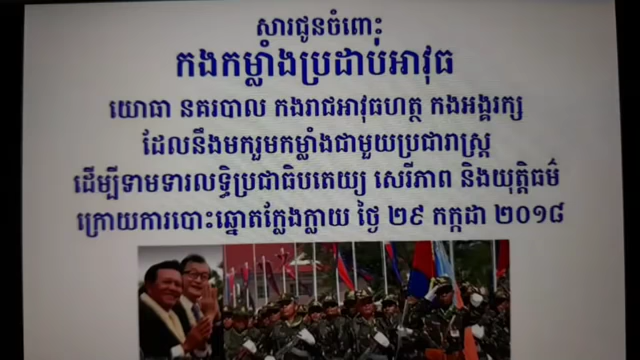 សារជូនចំពោះ
កងកម្លាំងប្រដាប់អាវុធ
យោធា នគរបាល កងរាជអាវុធហត្ថ កងអង្គរក្ស
ដែលនឹងមករួមកម្លាំងជាមួយប្រជារាស្ត្រ
ដើម្បីទាមទារលទ្ធិប្រជាធិបតេយ្យ សេរីភាព និងយុត្តិធម៌
ក្រោយការបោះឆ្នោតក្លែងក្លាយ ថ្ងៃ ២៩ កក្កដា ២០១៨